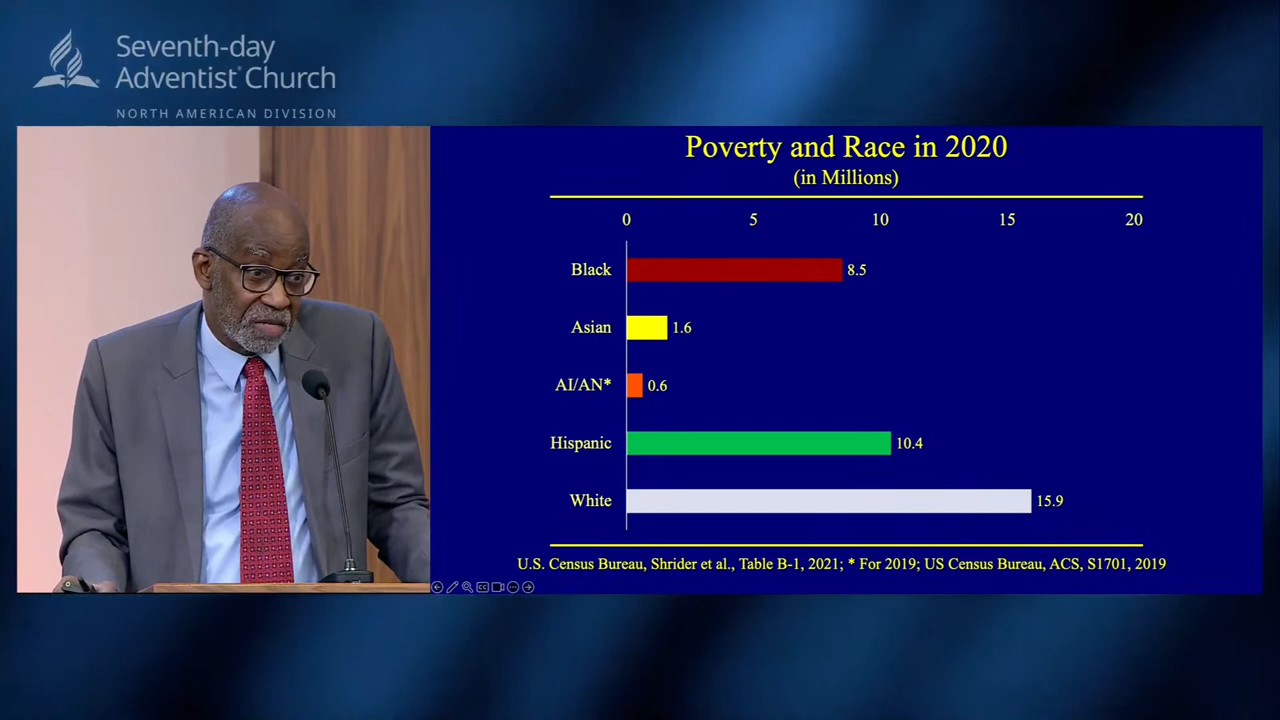 Seventh-day
Adventist® Church
NORTH AMERICAN DIVISION
Poverty and Race in 2020
(in Millions)
0 5 10 15 20
Black 8.5
Asian 1.6
AI/AN* 0.6
Hispanic 10.4
White 15.9
U.S. Census Bureau, Shrider et al., Table B-1, 2021; * For 2019; US Census Bureau, ACS, S1701, 2019